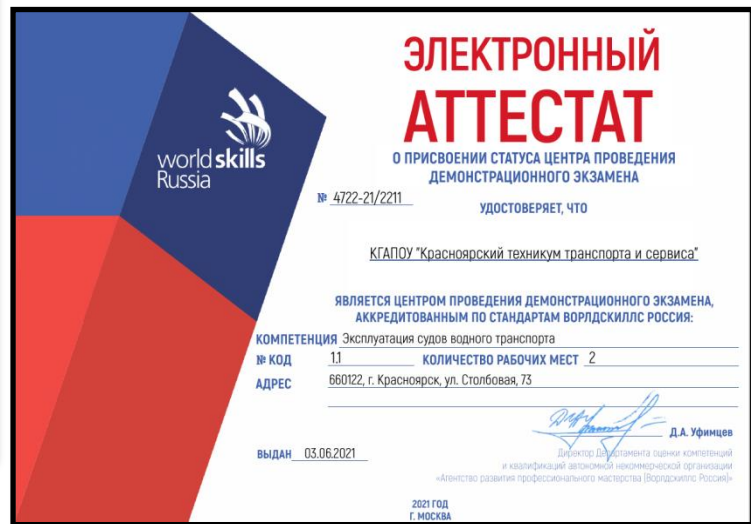 world skills
Russia
ЭЛЕКТРОННЫЙ
АТТЕСТАТ
О ПРИСВОЕНИИ СТАТУСА ЦЕНТРА ПРОВЕДЕНИЯ
ДЕМОНСТРАЦИОННОГО ЭКЗАМЕНА
№ 4722-21/2211
УДОСТОВЕРЯЕТ, ЧТО
КГАПОУ "Красноярский техникум транспорта и сервиса"
ЯВЛЯЕТСЯ ЦЕНТРОМ ПРОВЕДЕНИЯ ДЕМОНСТРАЦИОННОГО ЭКЗАМЕНА,
АККРЕДИТОВАННЫМ ПО СТАНДАРТАМ ВОРЛДСКИЛЛС РОССИЯ:
КОМПЕТЕНЦИЯ Эксплуатация судов водного транспорта
№ КОД 1.1 КОЛИЧЕСТВО РАБОЧИХ МЕСТ 2
АДРЕС 660122, г. Красноярск, ул. Столбовая, 73
Д.А. Уфимцев
ВЫДАН 03.06.2021
Директор Департамента оценки компетенций
и квалификаций автономной некоммерческой организации
«Агентство развития профессионального мастерства (Ворлдскиллс Россия)»
2021 ГОД
Г. МОСКВА